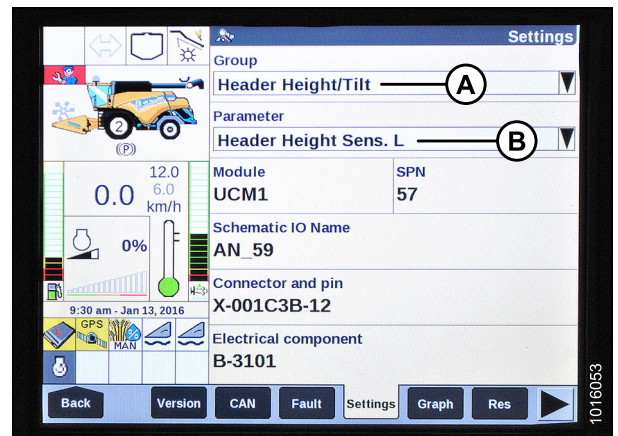 Settings
Group
Header Height/Tilt
A
Parameter
Header Height Sens. L
B
2
(P)
Module
UCM1
SPN
57
12.0
0.0
6.0
km/h
0%
Schematic IO Name
AN_59
Connector and pin
X-001C3B-12
9:30 am - Jan 13, 2016
GPS
MAN
Electrical component
B-3101
Back
Version
CAN
Fault
Settings
Graph
Res
1016053